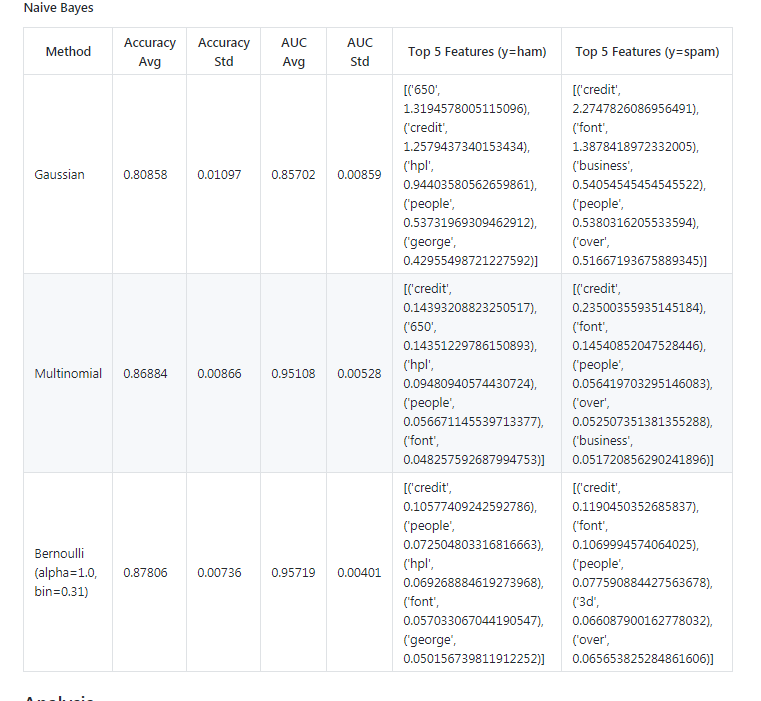 Naive Bayes
Method
Accuracy
Avg
Accuracy
Std
AUC
Avg
AUC
Std
Top 5 Features (y=ham)
Top 5 Features (y=spam)
Gaussian
0.80858
0.01097
0.85702
0.00859
[('650',
1.3194578005115096),
('credit',
1.2579437340153434),
('hpl',
0.94403580562659861),
('people',
0.53731969309462912),
('george',
0.42955498721227592)]
[('credit',
2.2747826086956491),
('font',
1.3878418972332005),
('business',
0.54054545454545522),
('people',
0.5380316205533594),
('over',
0.51667193675889345)]
Multinomial
0.86884
0.00866
0.95108
0.00528
[('credit',
0.14393208823250517),
('650',
0.14351229786150893),
('hpl',
0.09480940574430724),
('people',
0.056671145539713377),
('font',
0.048257592687994753)]
[('credit',
0.23500355935145184),
('font',
0.14540852047528446),
('people',
0.056419703295146083),
('over',
0.052507351381355288),
('business',
0.051720856290241896)]
Bernoulli
(alpha=1.0,
bin=0.31)
0.87806
0.00736
0.95719
0.00401
[('credit',
0.10577409242592786),
('people',
0.072504803316816663),
('hpl',
0.069268884619273968),
('font',
0.057033067044190547),
('george',
0.050156739811912252)]
[('credit',
0.1190450352685837),
('font',
0.1069994574064025),
('people',
0.077590884427563678),
('3d',
0.066087900162778032),
('over',
0.065653825284861606)]